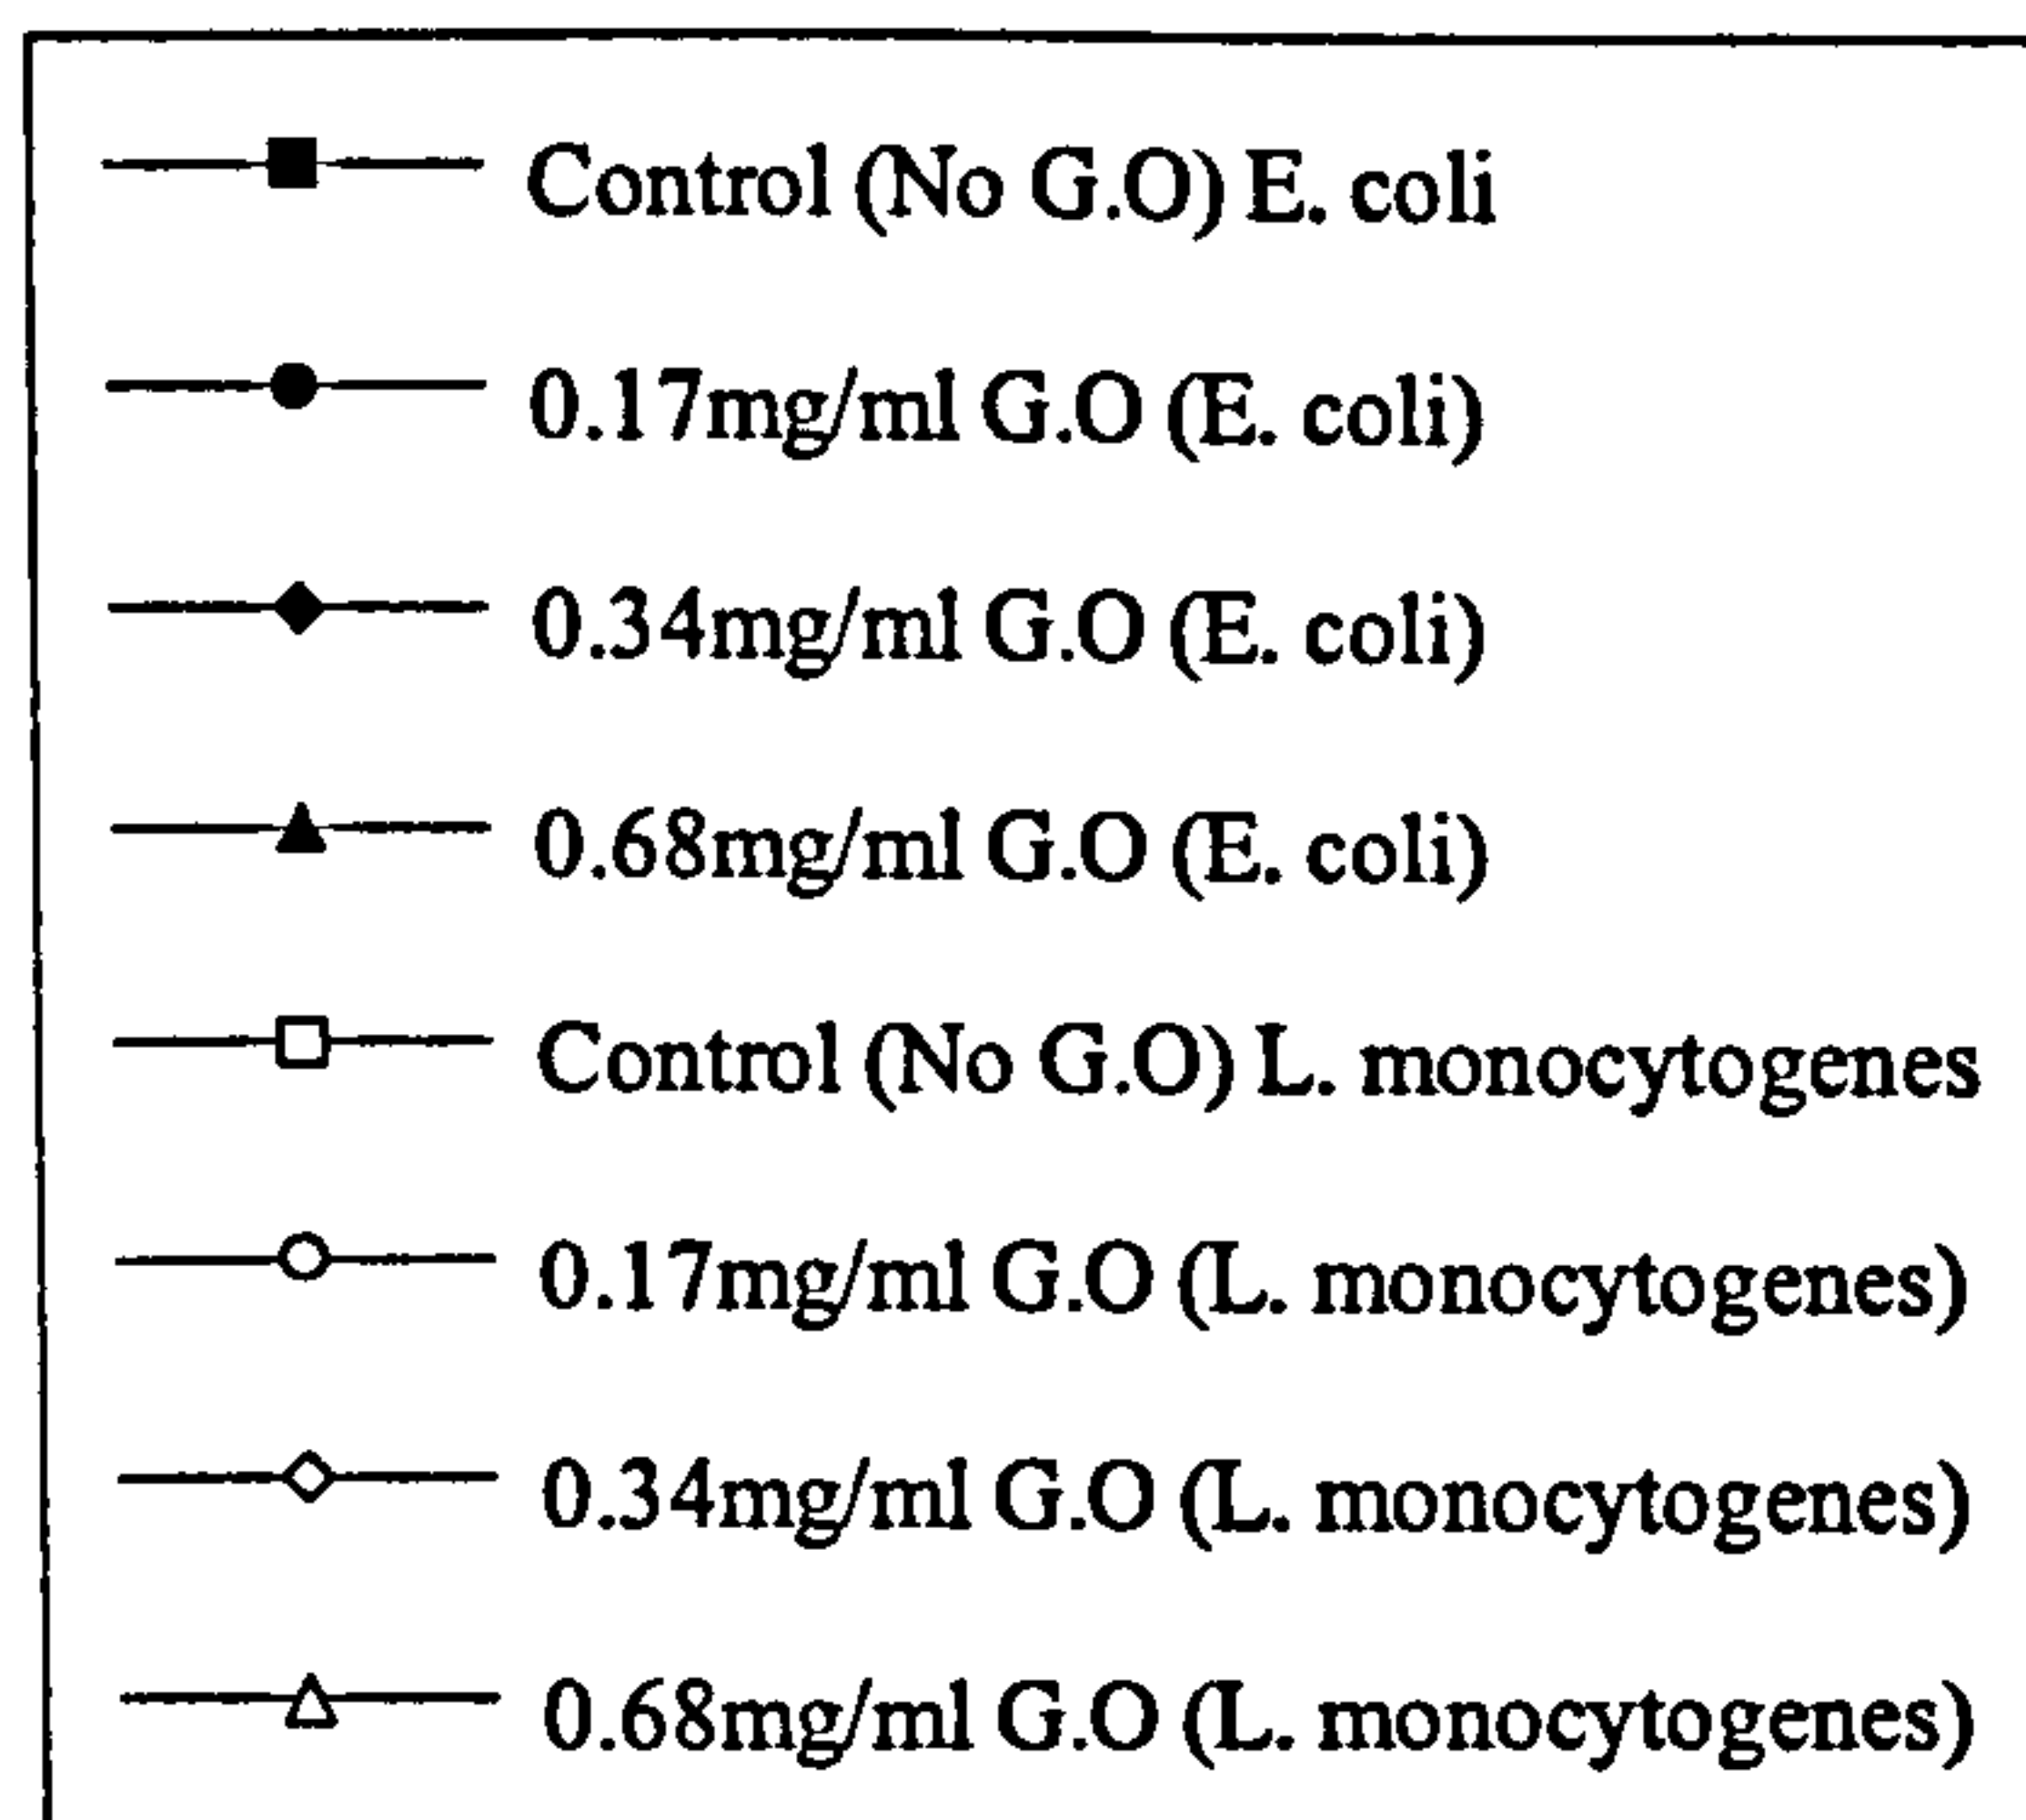 Control (No G.O) E. coli
0.17mg/ml G.O (E. coli)
0.34mg/ml G.O (E. coli)
0.68mg/ml G.O (E. coli)
Control (No G.O) L. monocytogenes
0.17mg/ml G.O (L. monocytogenes)
0.34mg/ml G.O (L. monocytogenes)
0.68mg/ml G.O (L. monocytogenes)